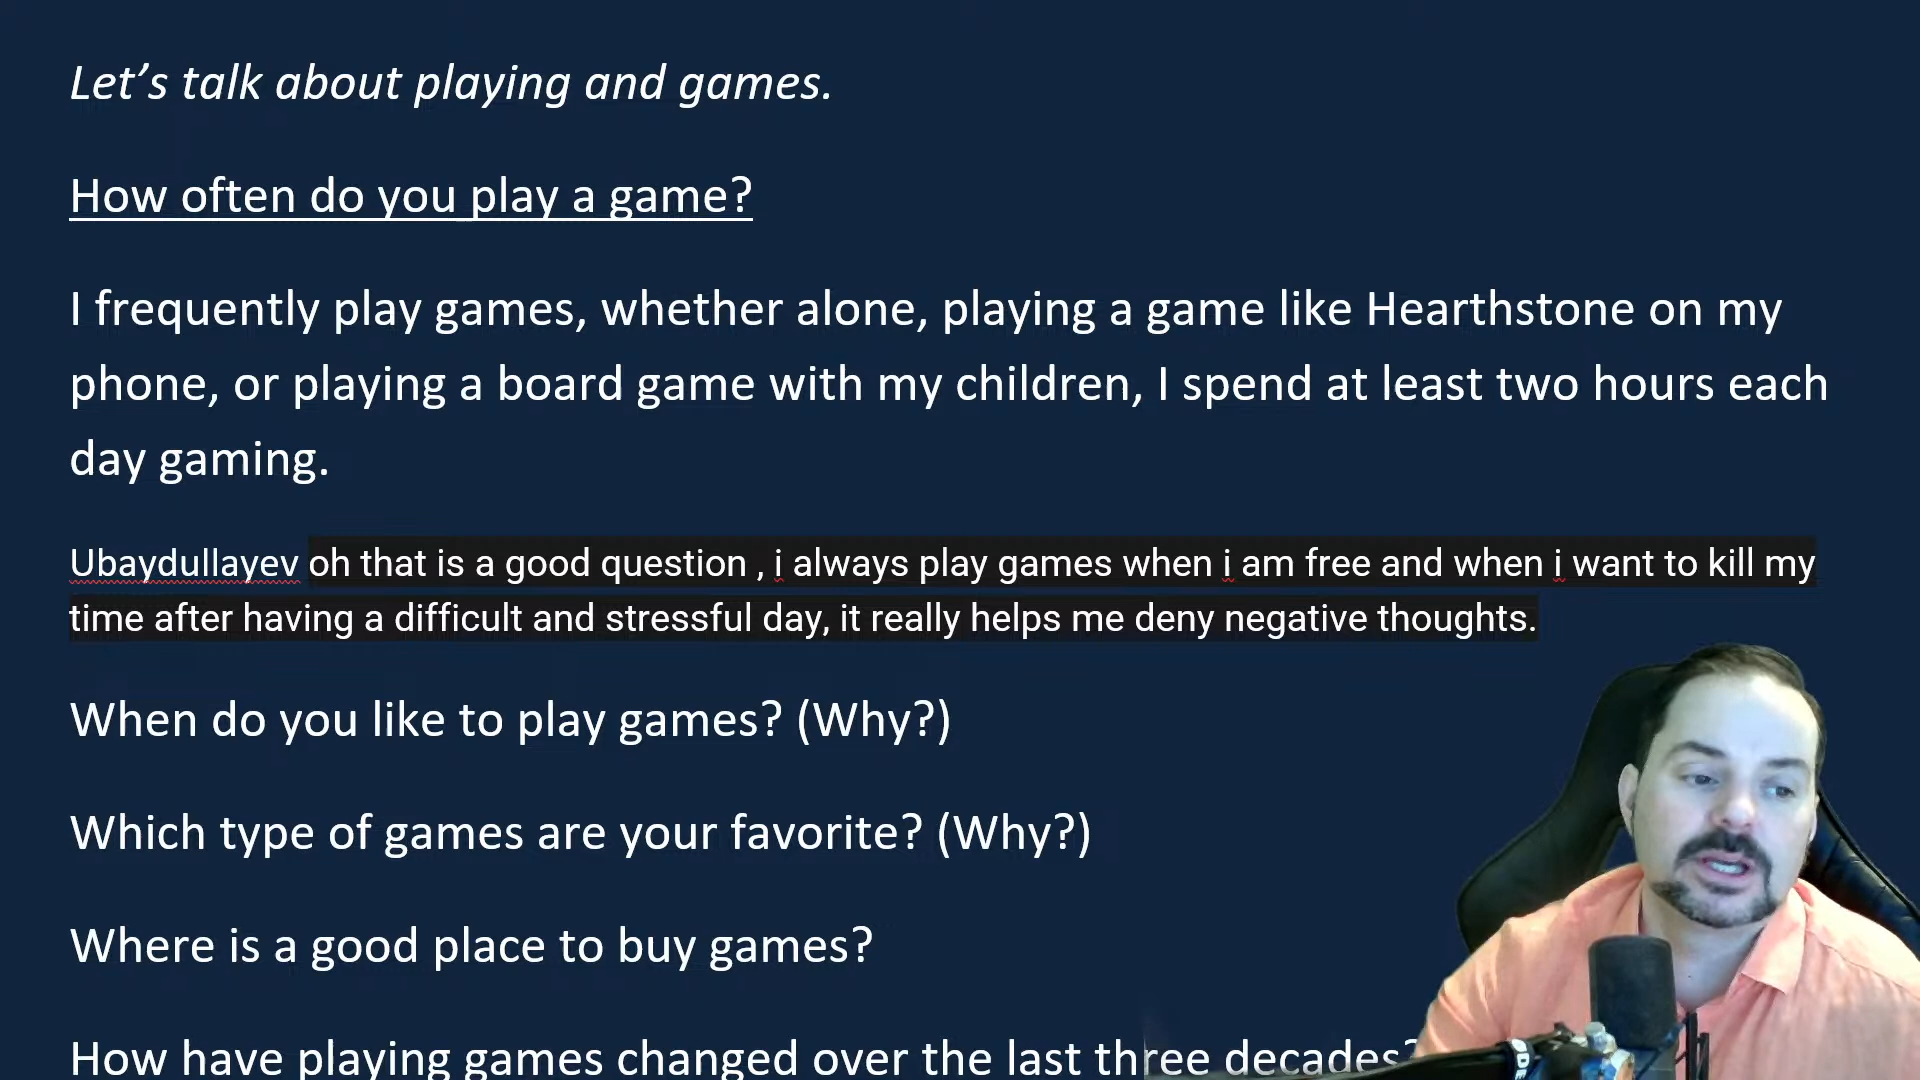 Let’s talk about playing and games.
How often do you play a game?
I frequently play games, whether alone, playing a game like Hearthstone on my
phone, or playing a board game with my children, I spend at least two hours each
day gaming.
Ubaydullayev oh that is a good question , i always play games when i am free and when i want to kill my
time after having a difficult and stressful day, it really helps me deny negative thoughts.
When do you like to play games? (Why?)
Which type of games are your favorite? (Why?)
Where is a good place to buy games?
How have playing games changed over the last three decades?